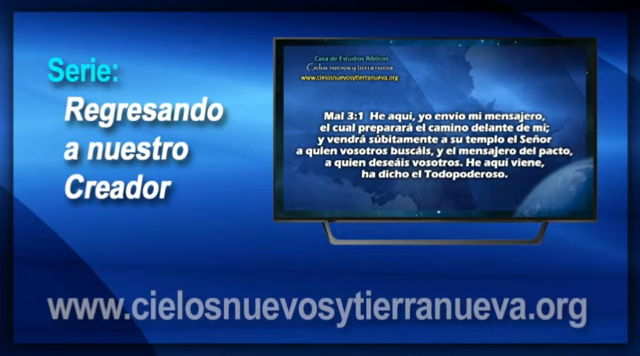 Serie:
Regresando
a nuestro
Creador
Casa de Estudios Bíblicos
Cielos nuevos y tierra nueva
www.cielosnuevosytierranueva.org
Mal 3:1 He aquí, yo envío mi mensajero,
el cual preparará el camino delante de mí;
y vendrá súbitamente a su templo el Señor
a quien vosotros buscáis, y el mensajero del pacto,
a quien deseáis vosotros. He aquí viene,
ha dicho el Todopoderoso.
www.cielosnuevosytierranueva.org